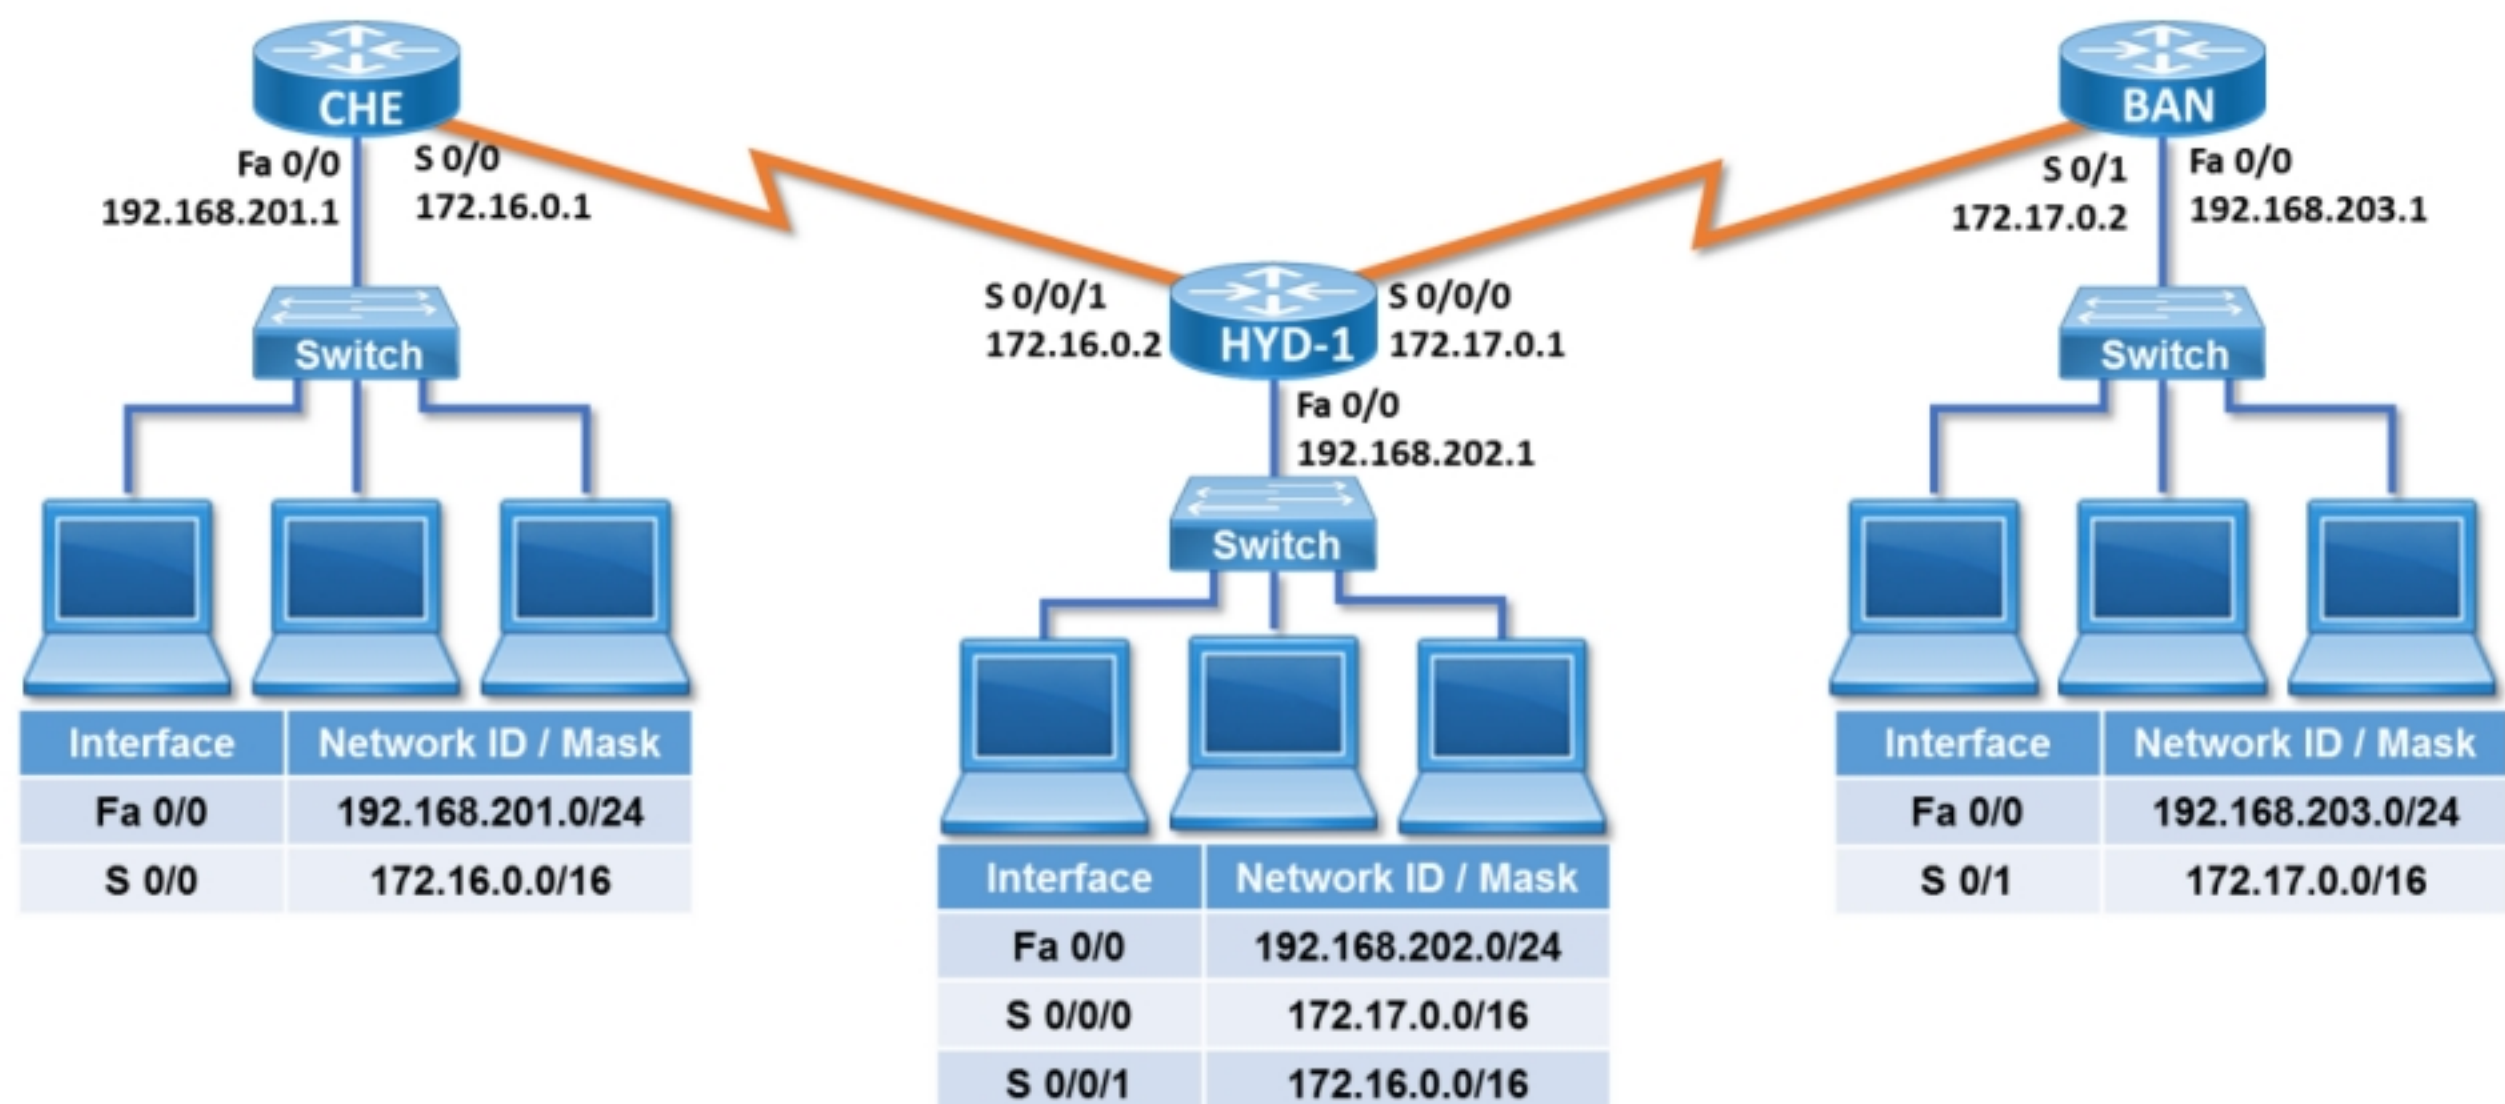 CHE
Fa 0/0
192.168.201.1
S 0/0
172.16.0.1
Switch
Interface Network ID / Mask
Fa 0/0 192.168.201.0/24
S 0/0 172.16.0.0/16
S 0/0/1
172.16.0.2
HYD-1
S 0/0/0
172.17.0.1
Fa 0/0
192.168.202.1
Switch
Interface Network ID / Mask
Fa 0/0 192.168.202.0/24
S 0/0/0 172.17.0.0/16
S 0/0/1 172.16.0.0/16
BAN
S 0/1
172.17.0.2
Fa 0/0
192.168.203.1
Switch
Interface Network ID / Mask
Fa 0/0 192.168.203.0/24
S 0/1 172.17.0.0/16